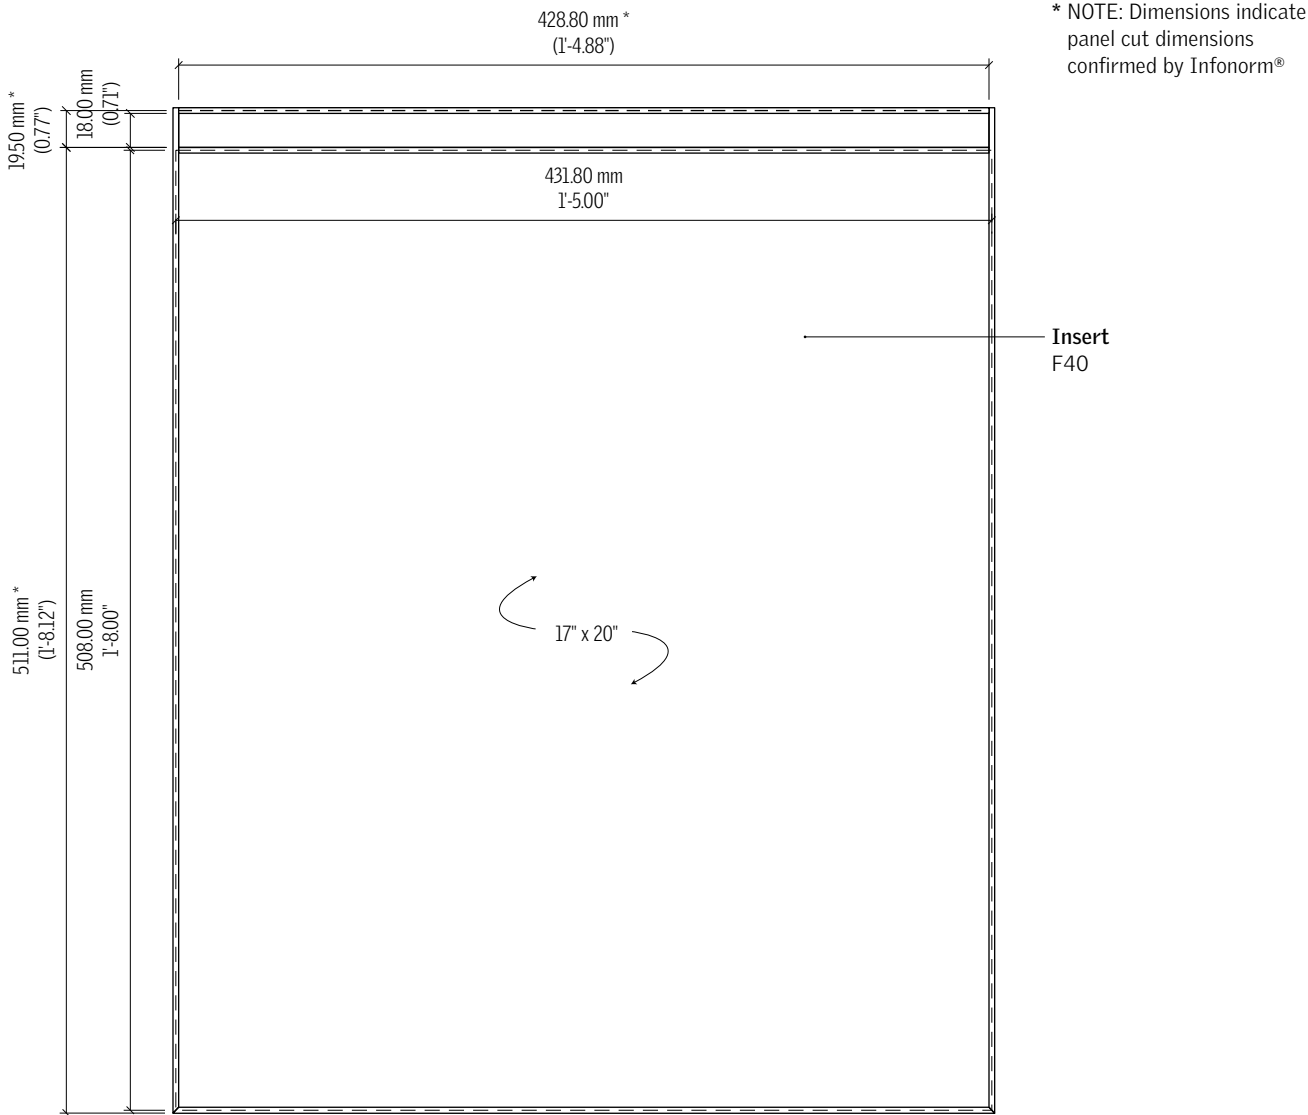 428.80 mm *
(1'-4.88")
* NOTE: Dimensions indicate
panel cut dimensions
confirmed by Infonorm®
19.50 mm *
(0.77")
18.00 mm
(0.71")
431.80 mm
1'-5.00"
Insert
F40
511.00 mm *
(1'-8.12")
508.00 mm
1'-8.00"
17" x 20"